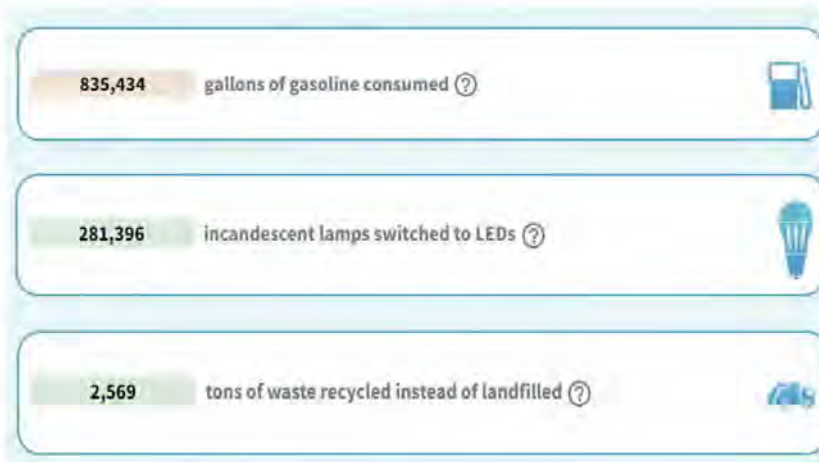 835,434 gallons of gasoline consumed ?
281,396 incandescent lamps switched to LEDs ?
2,569 tons of waste recycled instead of landfilled ?